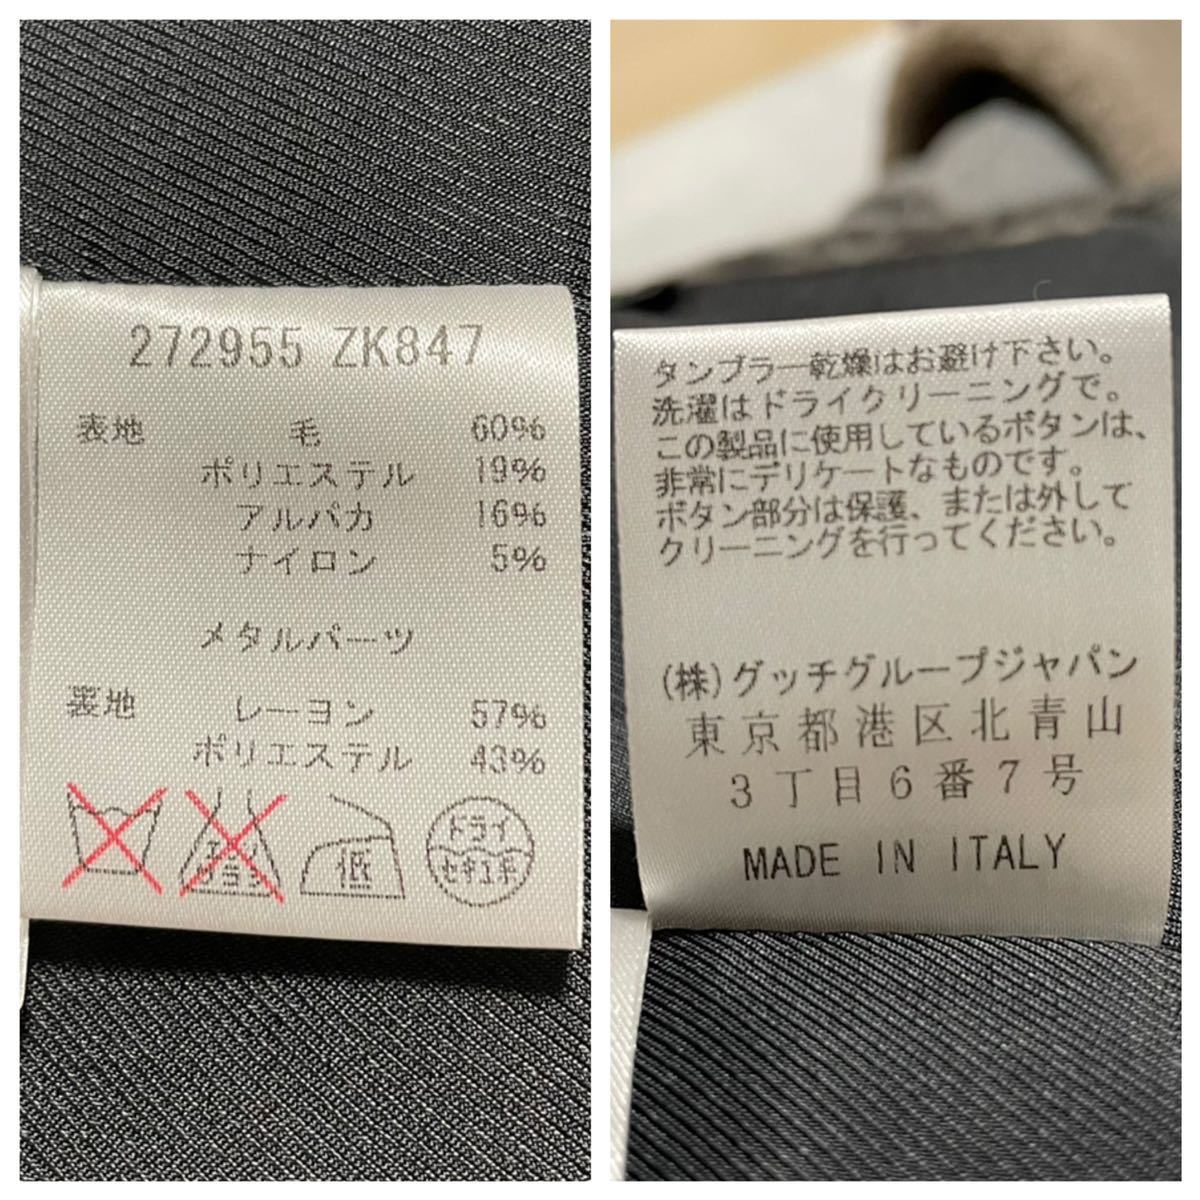 272955 ZK847
表地 毛 60%
ポリエステル 19%
アルパカ 16%
ナイロン 5%
メタルパーツ
裏地 レーヨン 57%
ポリエステル 43%
エンソ
サラシ
低
ドライ
セキユ系
タンブラー乾燥はお避け下さい。
洗濯はドライクリーニングで。
この製品に使用しているボタンは、
非常にデリケートなものです。
ボタン部分は保護、または外して
クリーニングを行ってください。
(株)グッチグループジャパン
東京都港区北青山
3丁目6番7号
MADE IN ITALY